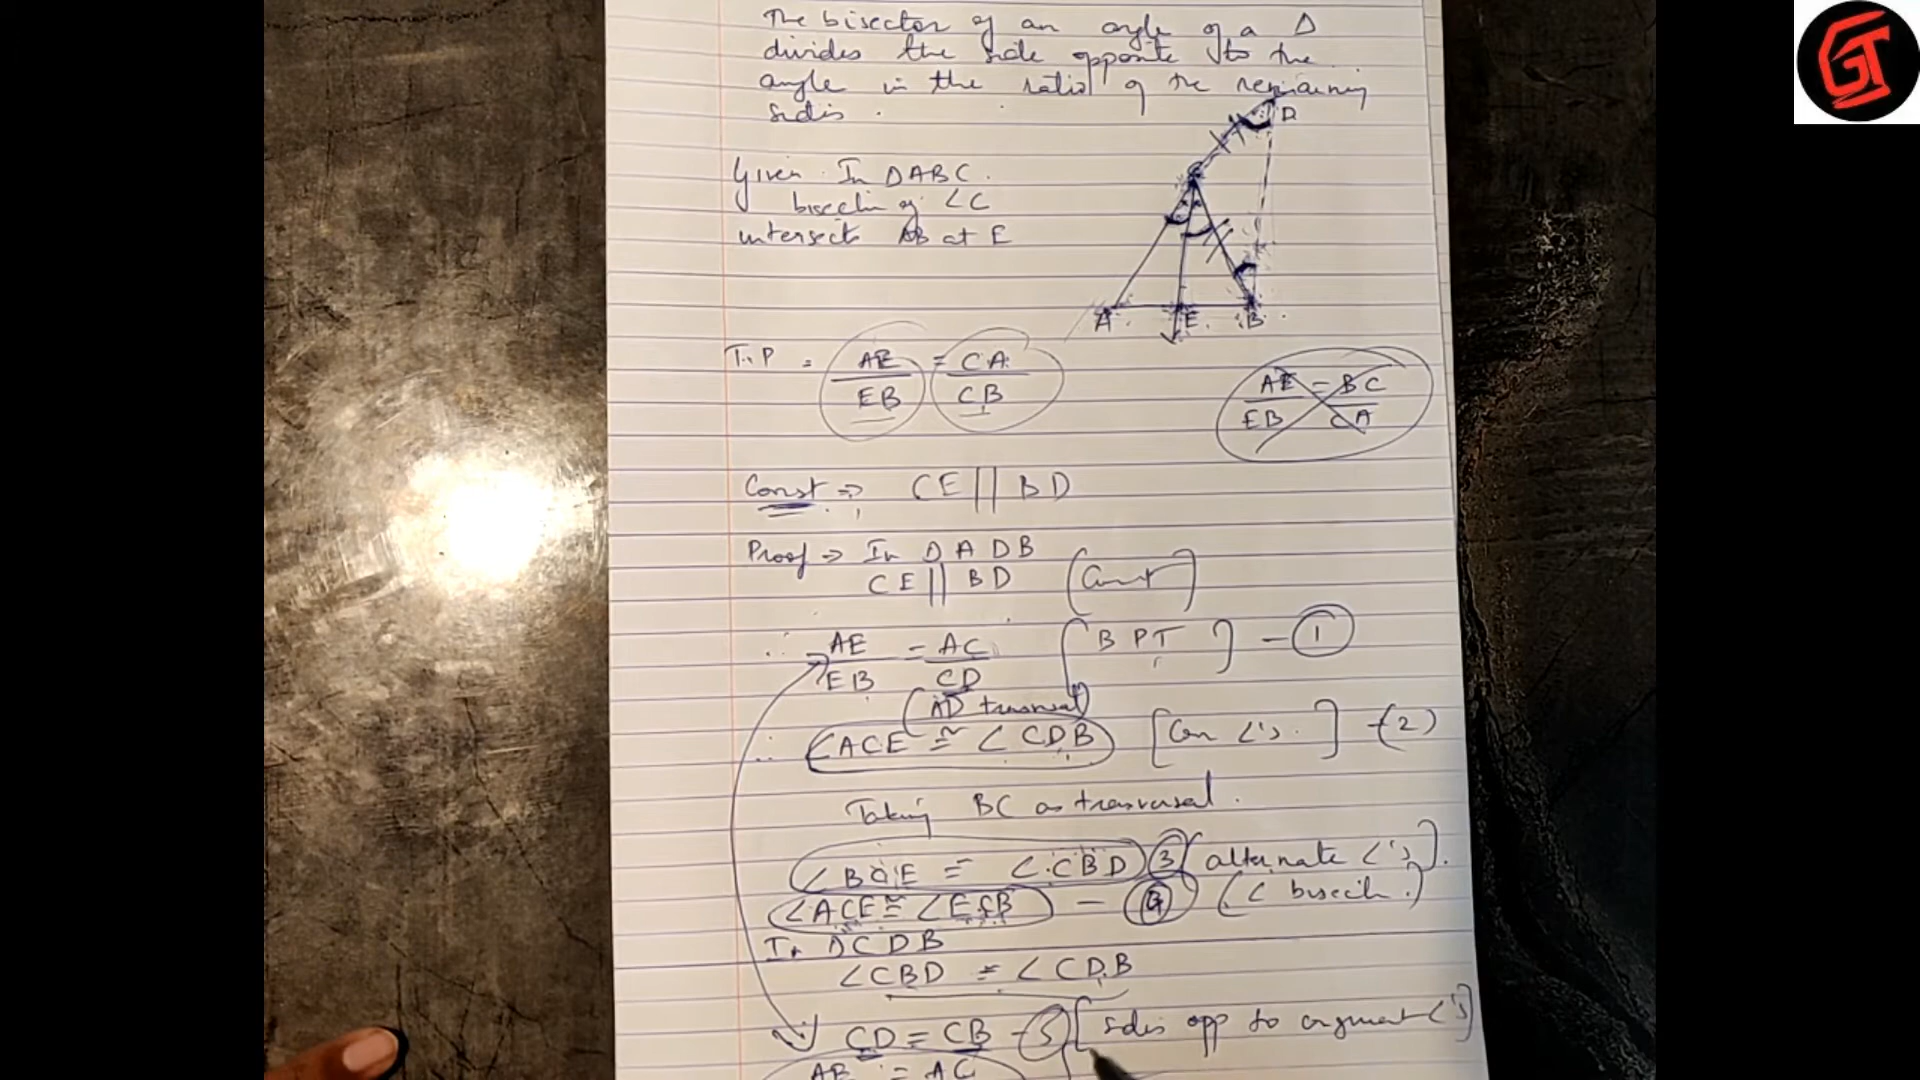 The bisector of an angle of a Δ
divides the side opposite to the
angle in the ratio of the remaining
sides.
Given. In ΔABC.
bisector of ∠C
intersect AB at E
D
C
A E B
T.P = AE/EB = CA/CB
AE/EB = BC/CA
Const ⇒ CE || BD
Proof ⇒ In Δ ADB
CE || BD [Const]
∴ AE/EB = AC/CD [BPT] - 1
(AD transversal)
∴ ∠ACE ≅ ∠CDB [Corr ∠'s.] - (2)
Taking BC as transversal.
∠BCE = ∠CBD 3 (alternate ∠'s).
∠ACE ≅ ∠ECB - 4 (∠ bisector)
In ΔCDB
∠CBD = ∠CDB
CD = CB - 5 [sides opp to congruent ∠'s]
= AC
GT